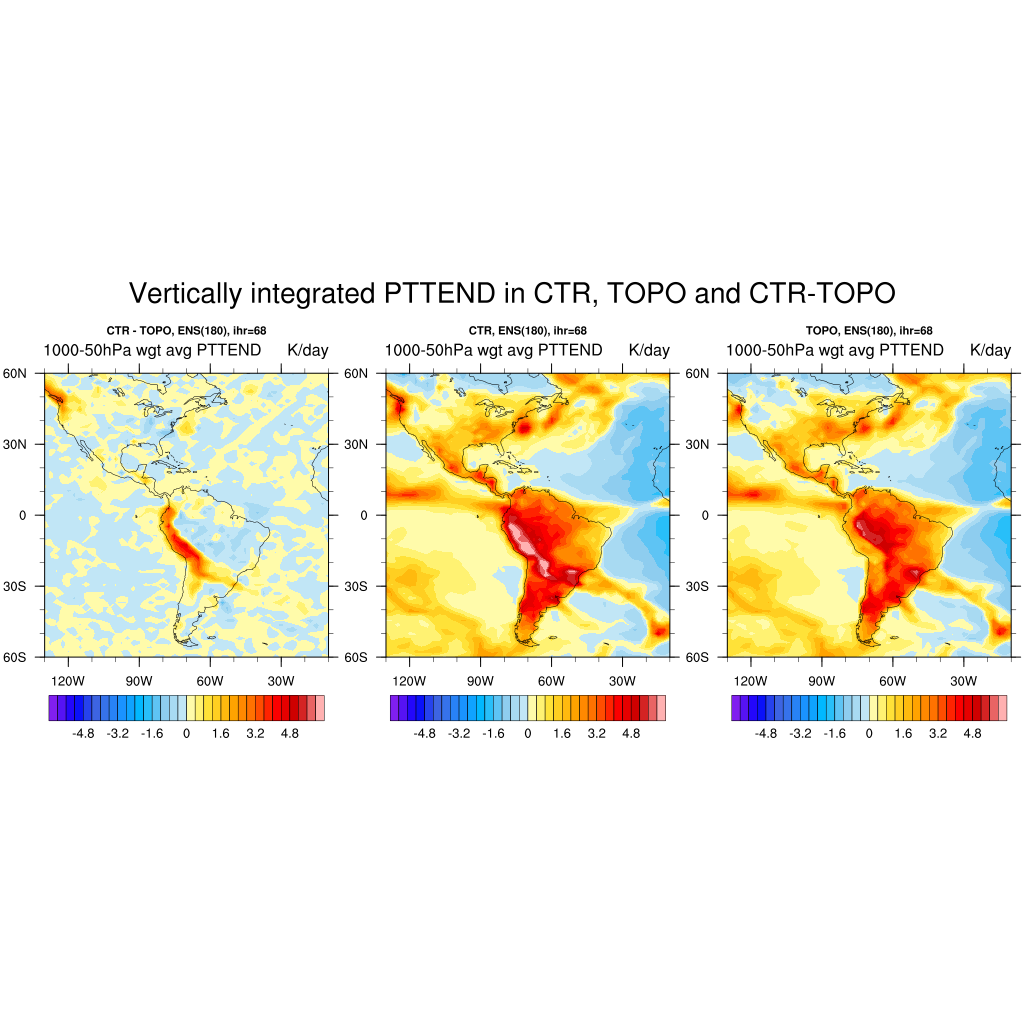 Vertically integrated PTTEND in CTR, TOPO and CTR-TOPO
CTR - TOPO, ENS(180), ihr=68
1000-50hPa wgt avg PTTEND K/day
60N
30N
0
30S
60S
120W 90W 60W 30W
-4.8 -3.2 -1.6 0 1.6 3.2 4.8
CTR, ENS(180), ihr=68
1000-50hPa wgt avg PTTEND K/day
60N
30N
0
30S
60S
120W 90W 60W 30W
-4.8 -3.2 -1.6 0 1.6 3.2 4.8
TOPO, ENS(180), ihr=68
1000-50hPa wgt avg PTTEND K/day
60N
30N
0
30S
60S
120W 90W 60W 30W
-4.8 -3.2 -1.6 0 1.6 3.2 4.8